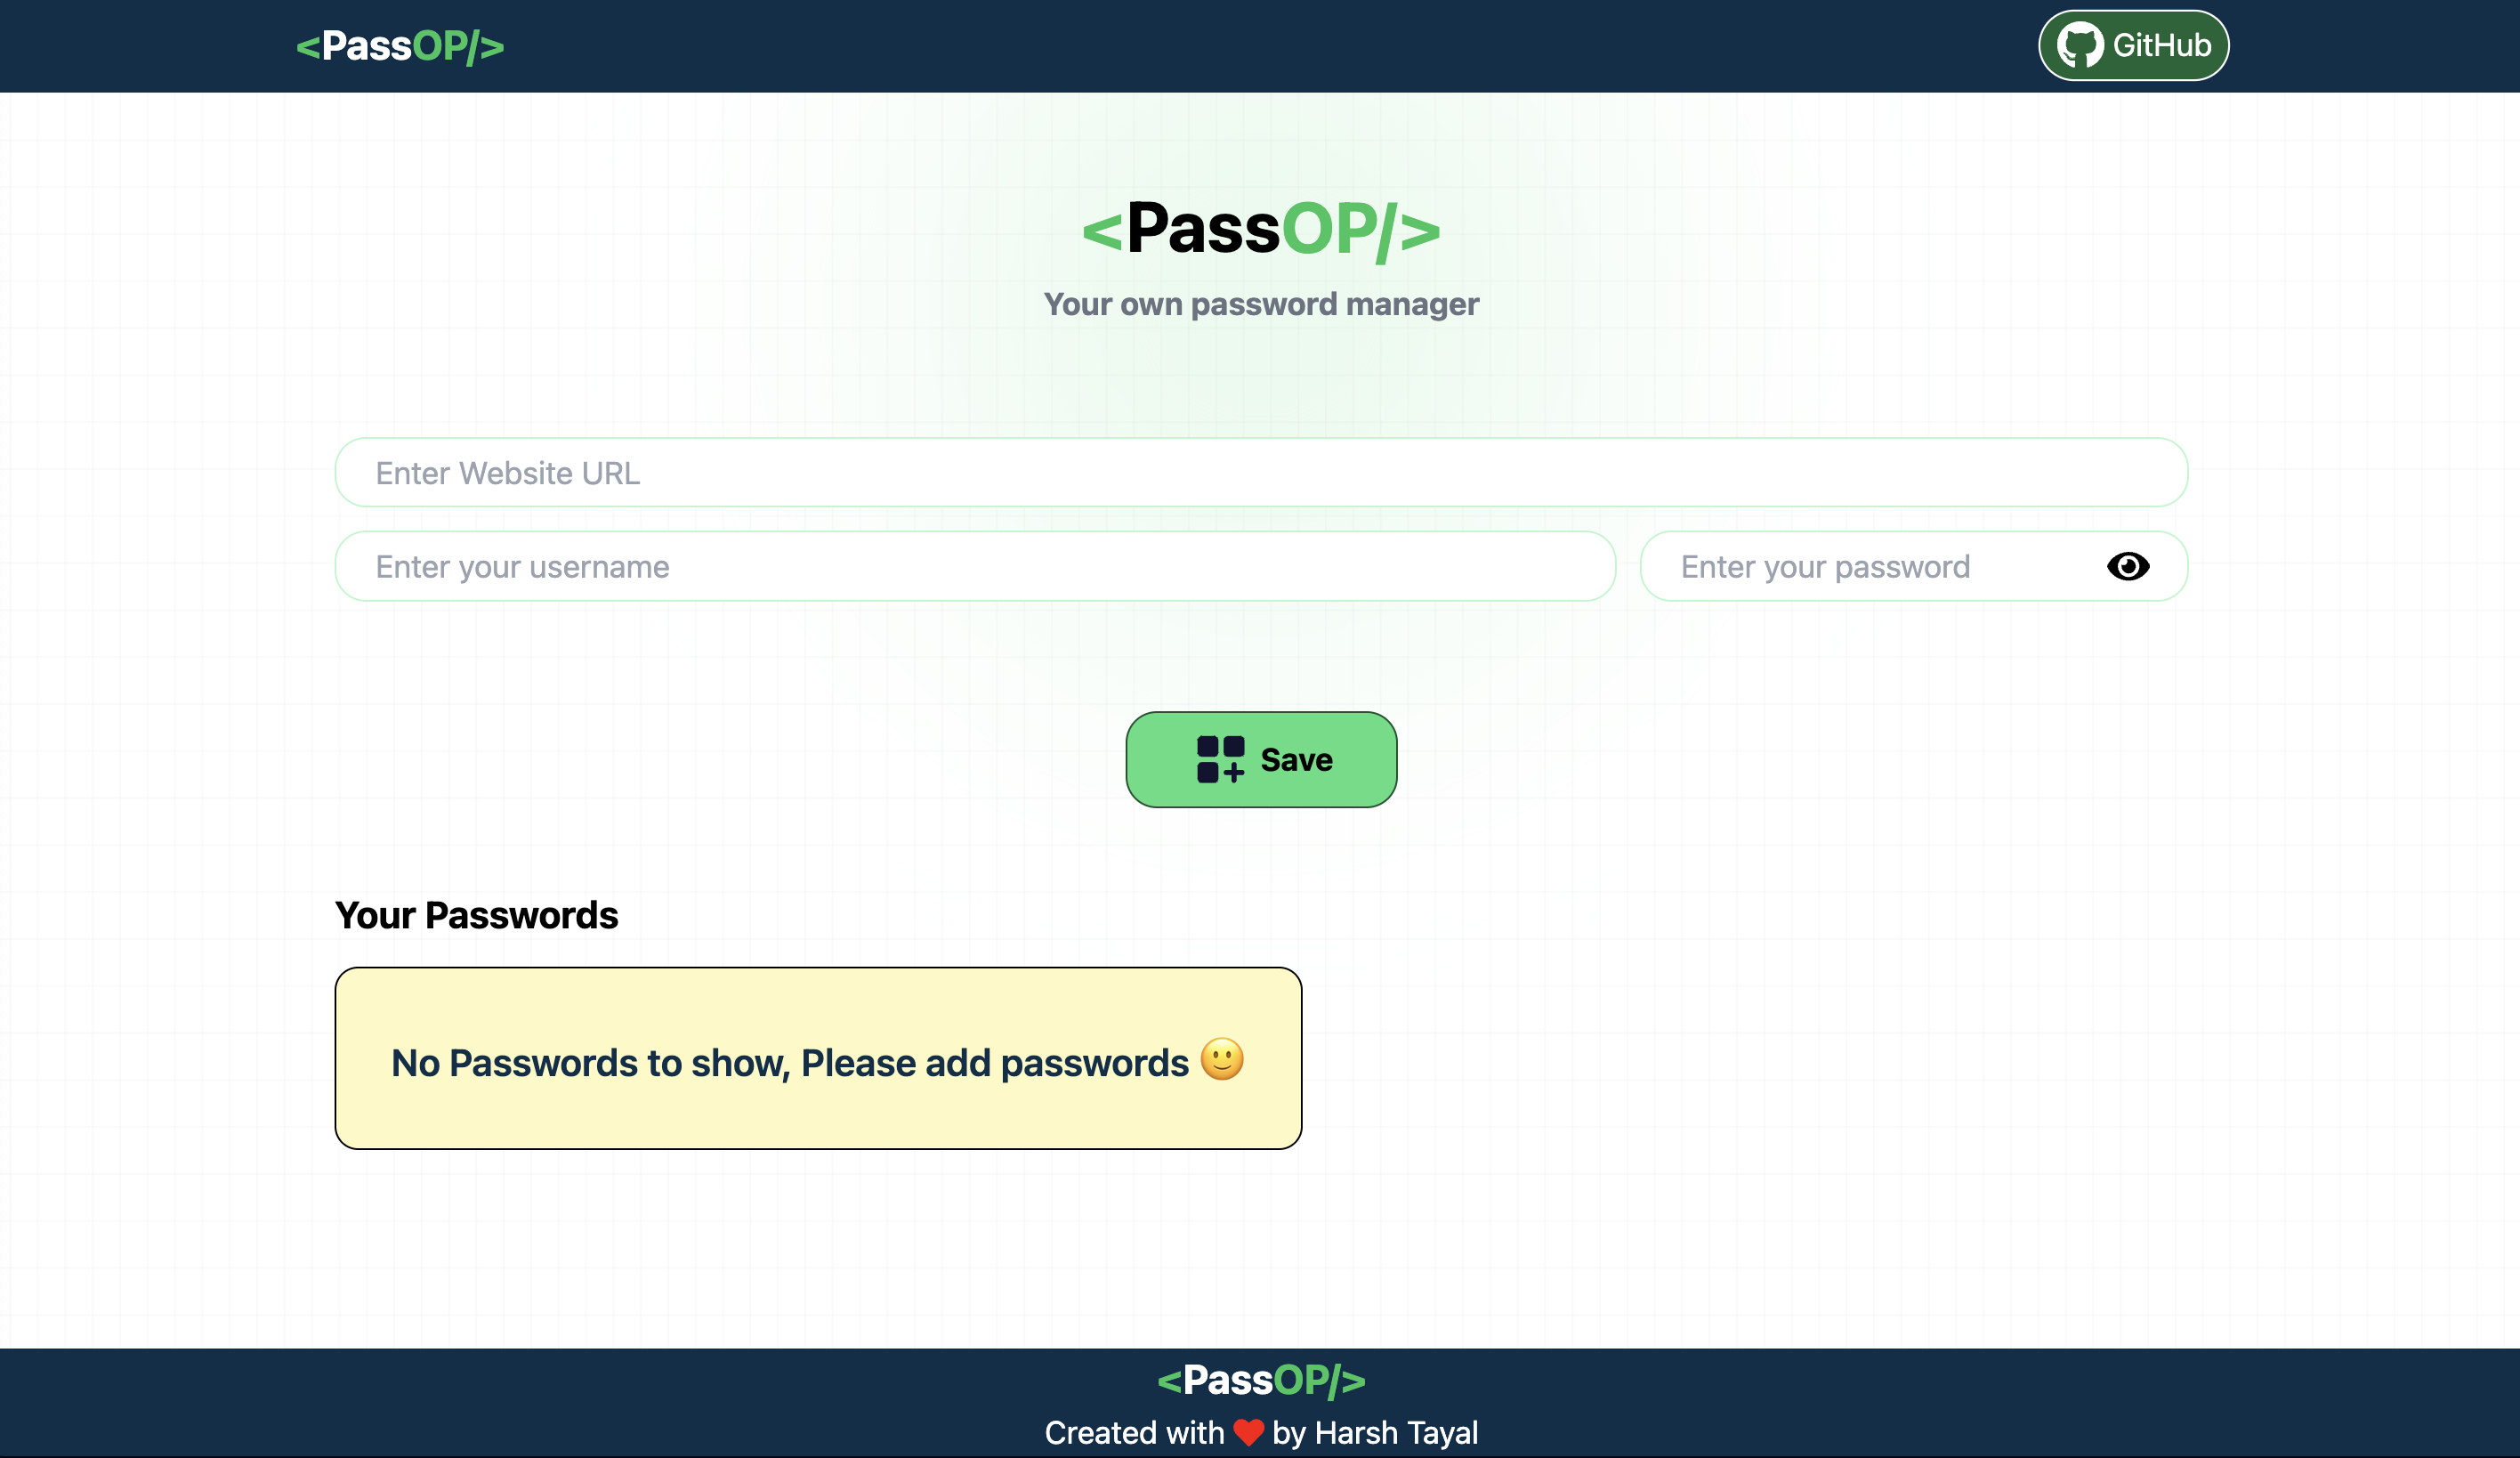 <PassOP/>
GitHub
<PassOP/>
Your own password manager
Enter Website URL
Enter your username
Enter your password
Save
Your Passwords
No Passwords to show, Please add passwords 🙂
<PassOP/>
Created with ❤️ by Harsh Tayal